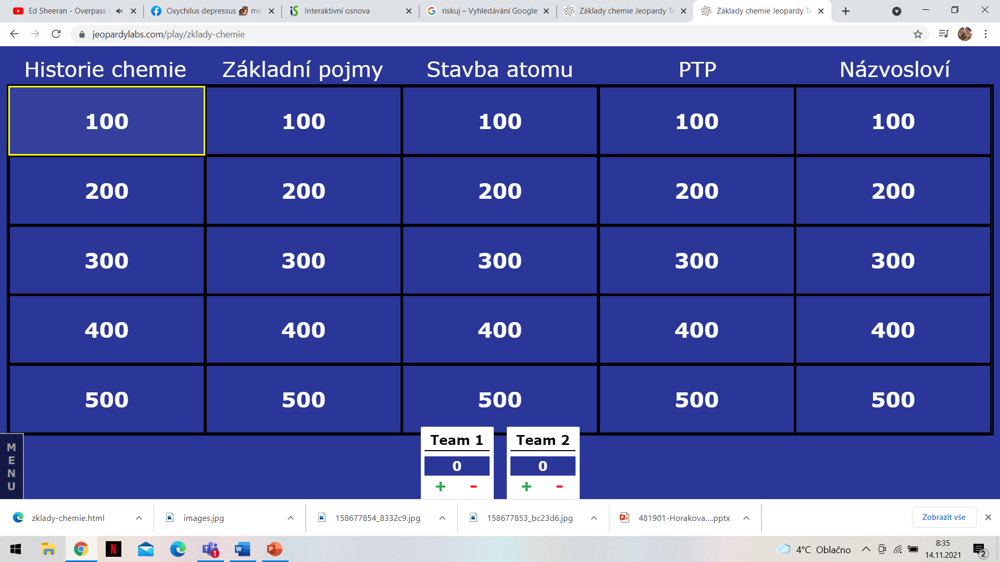 Ed Sheeran - Overpass
Oxychilus depressus
Interaktivní osnova
riskuj – Vyhledávání Google
Základy chemie Jeopardy Te
Základy chemie Jeopardy Te
jeopardylabs.com/play/zklady-chemie
Historie chemie Základní pojmy Stavba atomu PTP Názvosloví
100 100 100 100 100
200 200 200 200 200
300 300 300 300 300
400 400 400 400 400
500 500 500 500 500
MENU
Team 1 Team 2
0 0
+ - + -
zklady-chemie.html
images.jpg
158677854_8332c9.jpg
158677853_bc23d6.jpg
481901-Horakova....pptx
Zobrazit vše
4°C Oblačno
8:35
14.11.2021
2